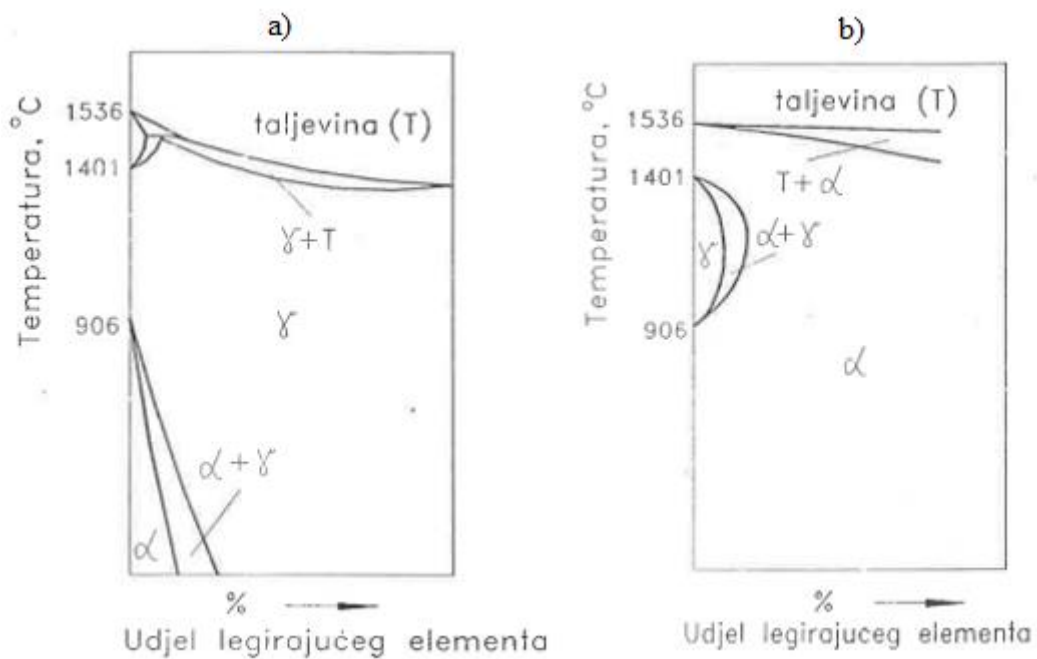 a)
Temperatura, °C
1536
1401
906
taljevina (T)
γ+T
γ
α+γ
α
%
Udjel legirajućeg elementa
b)
Temperatura, °C
1536
1401
906
taljevina (T)
T+α
γ
α+γ
α
%
Udjel legirajućeg elementa